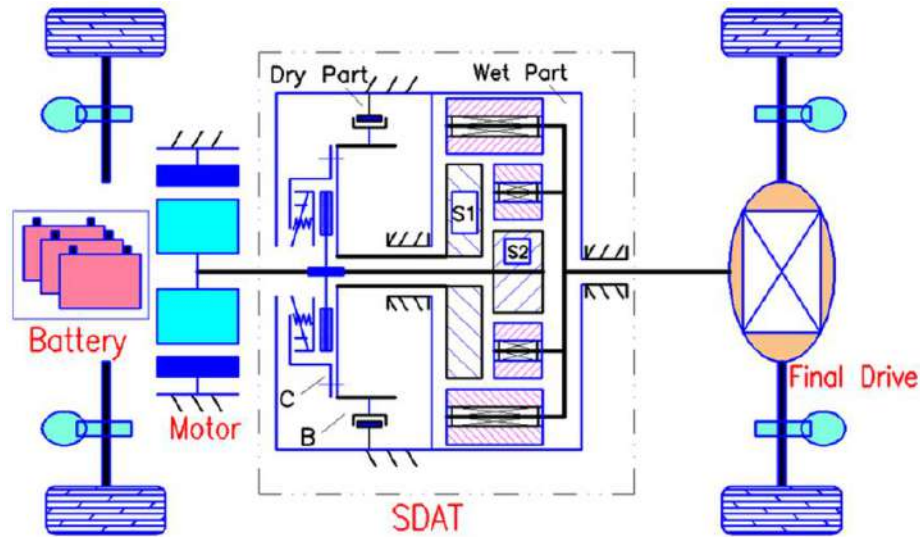 Dry Part
Wet Part
S1
S2
Battery
C
Final Drive
Motor
B
SDAT